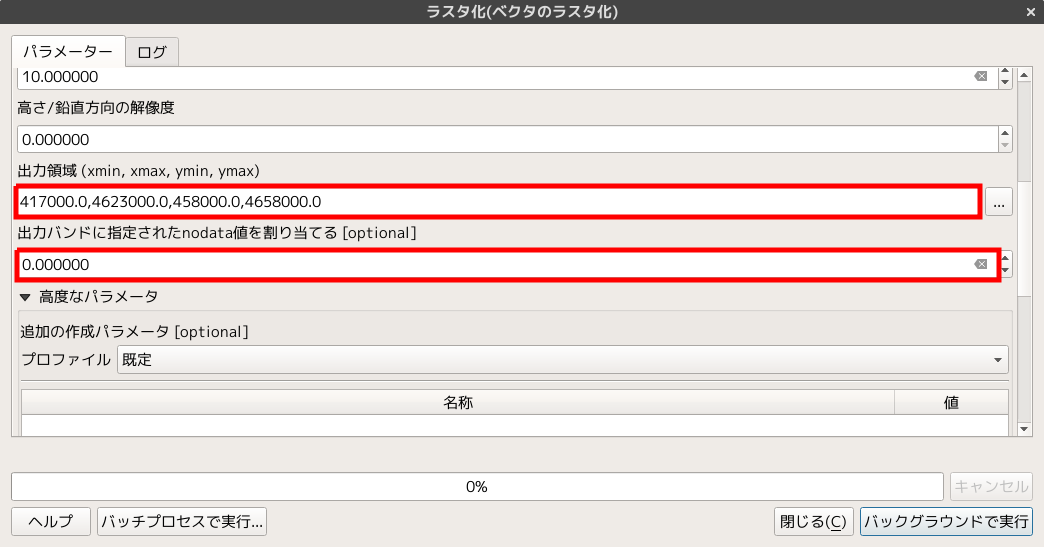 ラスタ化(ベクタのラスタ化)
パラメーター
ログ
10.000000
高さ/鉛直方向の解像度
0.000000
出力領域 (xmin, xmax, ymin, ymax)
417000.0,4623000.0,458000.0,4658000.0
...
出力バンドに指定されたnodata値を割り当てる [optional]
0.000000
高度なパラメータ
追加の作成パラメータ [optional]
プロファイル 既定
名称 値
0%
キャンセル
ヘルプ
バッチプロセスで実行...
閉じる(C)
バックグラウンドで実行